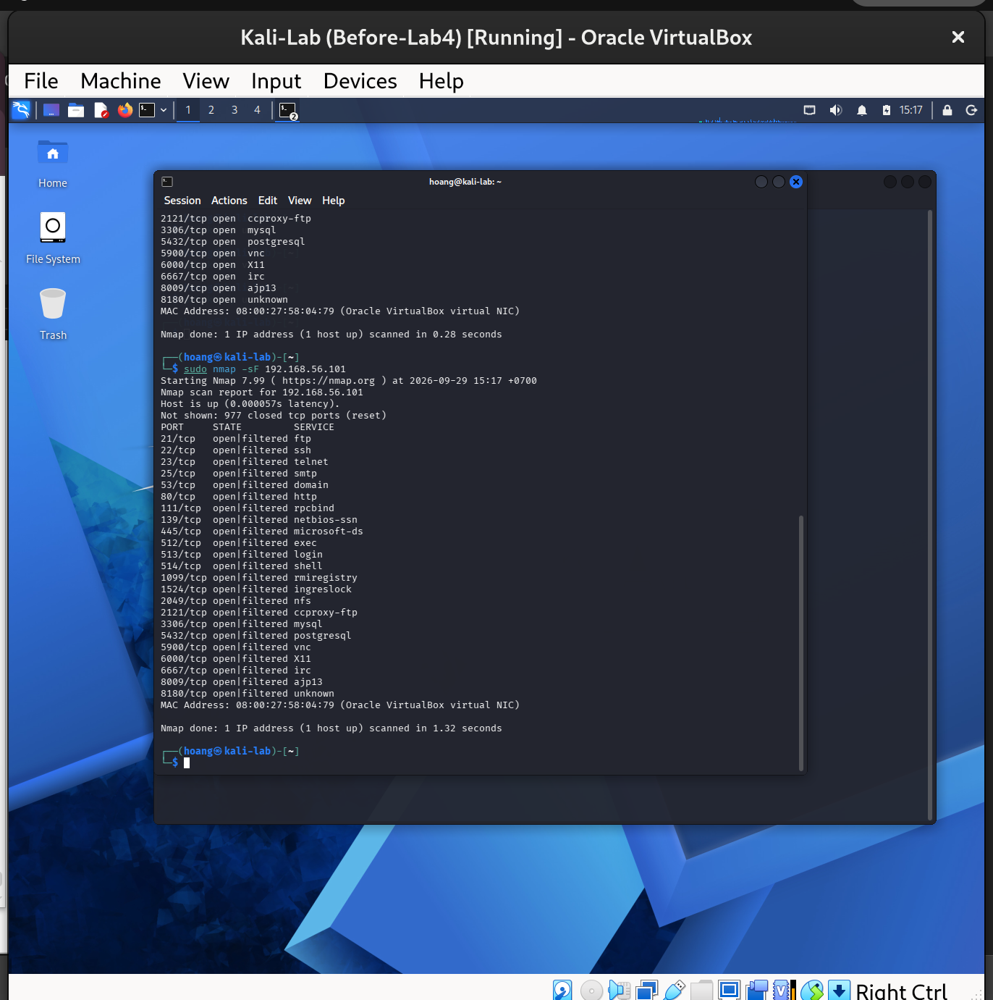 Kali-Lab (Before-Lab4) [Running] - Oracle VirtualBox
File Machine View Input Devices Help
1 2 3 4 2 15:17
Home
File System
Trash
hoang@kali-lab: ~
Session Actions Edit View Help
2121/tcp open  ccproxy-ftp
3306/tcp open  mysql
5432/tcp open  postgresql
5900/tcp open  vnc
6000/tcp open  X11
6667/tcp open  irc
8009/tcp open  ajp13
8180/tcp open  unknown
MAC Address: 08:00:27:58:04:79 (Oracle VirtualBox virtual NIC)
Nmap done: 1 IP address (1 host up) scanned in 0.28 seconds
┌──(hoang㉿kali-lab)-[~]
└─$ sudo nmap -sF 192.168.56.101
Starting Nmap 7.99 ( https://nmap.org ) at 2026-09-29 15:17 +0700
Nmap scan report for 192.168.56.101
Host is up (0.000057s latency).
Not shown: 977 closed tcp ports (reset)
PORT     STATE         SERVICE
21/tcp   open|filtered ftp
22/tcp   open|filtered ssh
23/tcp   open|filtered telnet
25/tcp   open|filtered smtp
53/tcp   open|filtered domain
80/tcp   open|filtered http
111/tcp  open|filtered rpcbind
139/tcp  open|filtered netbios-ssn
445/tcp  open|filtered microsoft-ds
512/tcp  open|filtered exec
513/tcp  open|filtered login
514/tcp  open|filtered shell
1099/tcp open|filtered rmiregistry
1524/tcp open|filtered ingreslock
2049/tcp open|filtered nfs
2121/tcp open|filtered ccproxy-ftp
3306/tcp open|filtered mysql
5432/tcp open|filtered postgresql
5900/tcp open|filtered vnc
6000/tcp open|filtered X11
6667/tcp open|filtered irc
8009/tcp open|filtered ajp13
8180/tcp open|filtered unknown
MAC Address: 08:00:27:58:04:79 (Oracle VirtualBox virtual NIC)
Nmap done: 1 IP address (1 host up) scanned in 1.32 seconds
┌──(hoang㉿kali-lab)-[~]
└─$
Right Ctrl